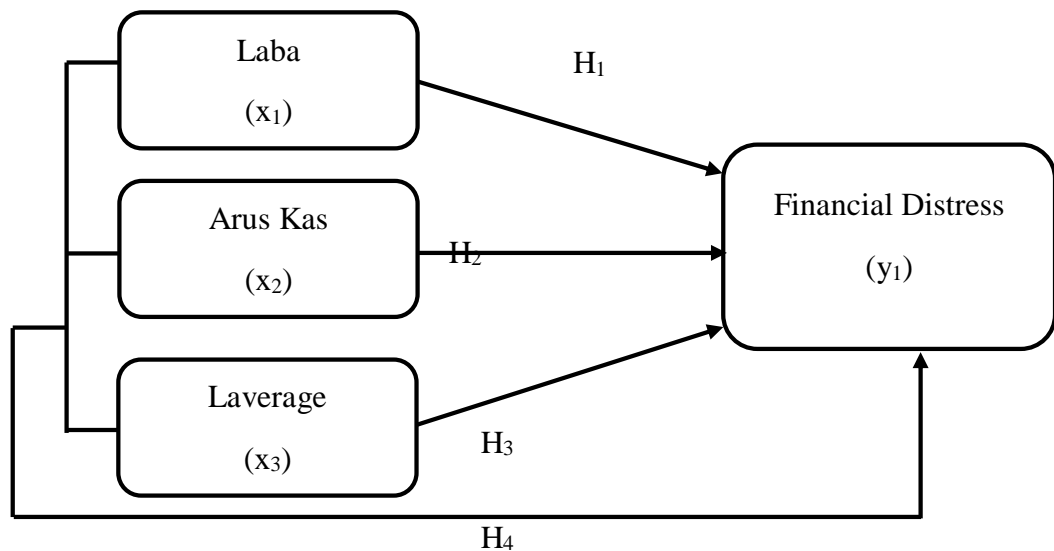 Laba
(x₁)
H₁
Arus Kas
(x₂)
H₂
Financial Distress
(y₁)
Laverage
(x₃)
H₃
H₄